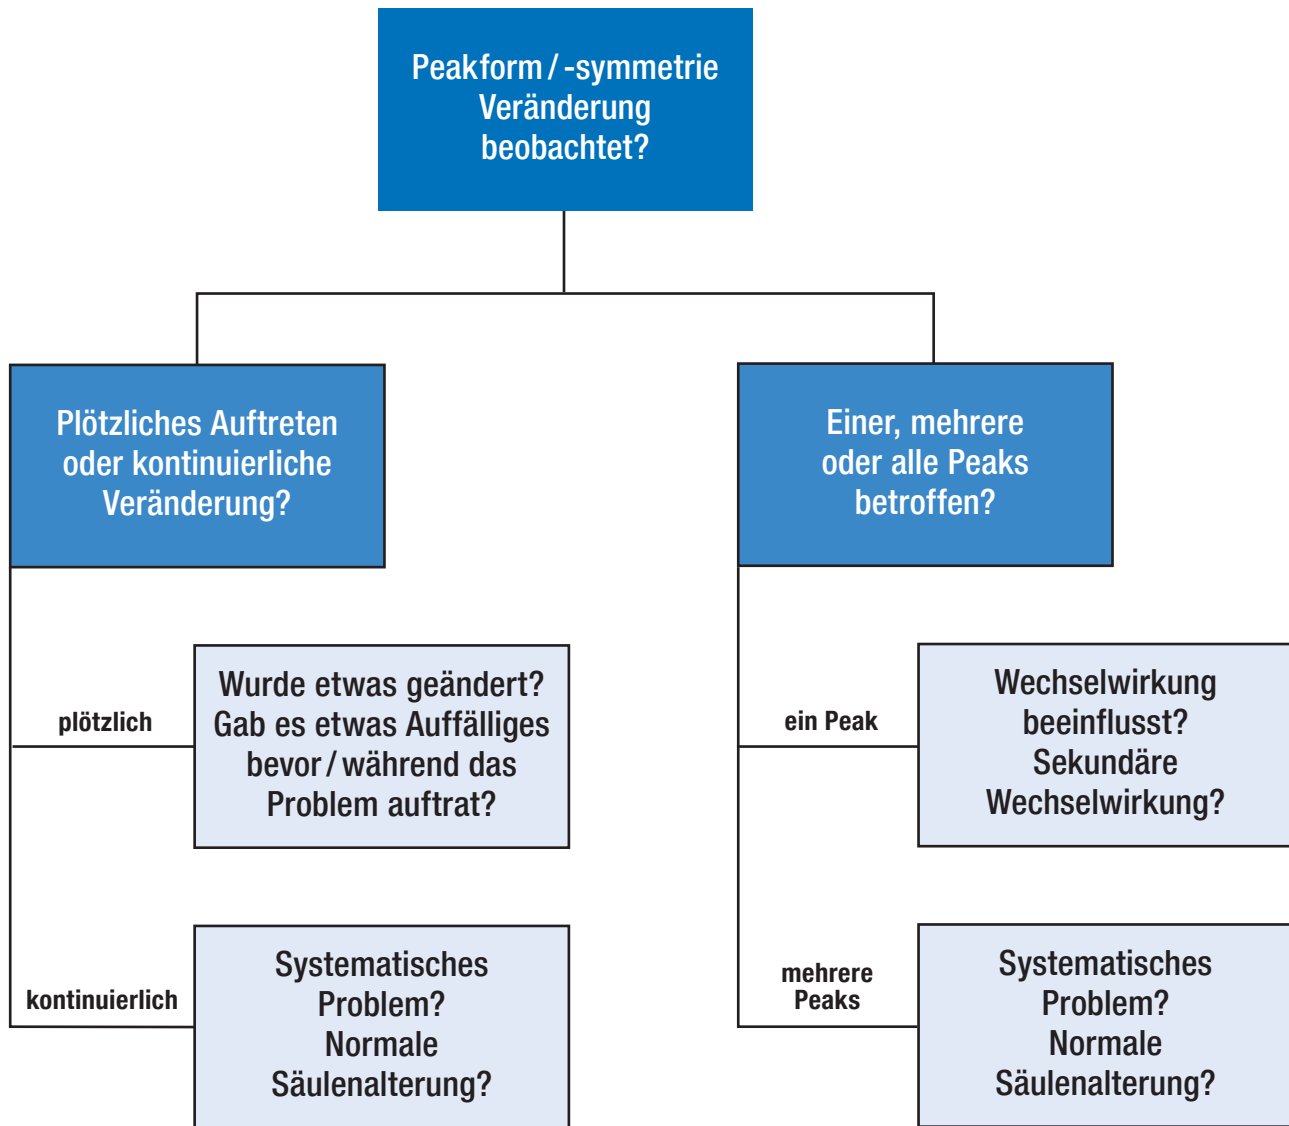 Peakform / -symmetrie
Veränderung
beobachtet?
Plötzliches Auftreten
oder kontinuierliche
Veränderung?
Einer, mehrere
oder alle Peaks
betroffen?
plötzlich
Wurde etwas geändert?
Gab es etwas Auffälliges
bevor / während das
Problem auftrat?
ein Peak
Wechselwirkung
beeinflusst?
Sekundäre
Wechselwirkung?
kontinuierlich
Systematisches
Problem?
Normale
Säulenalterung?
mehrere
Peaks
Systematisches
Problem?
Normale
Säulenalterung?